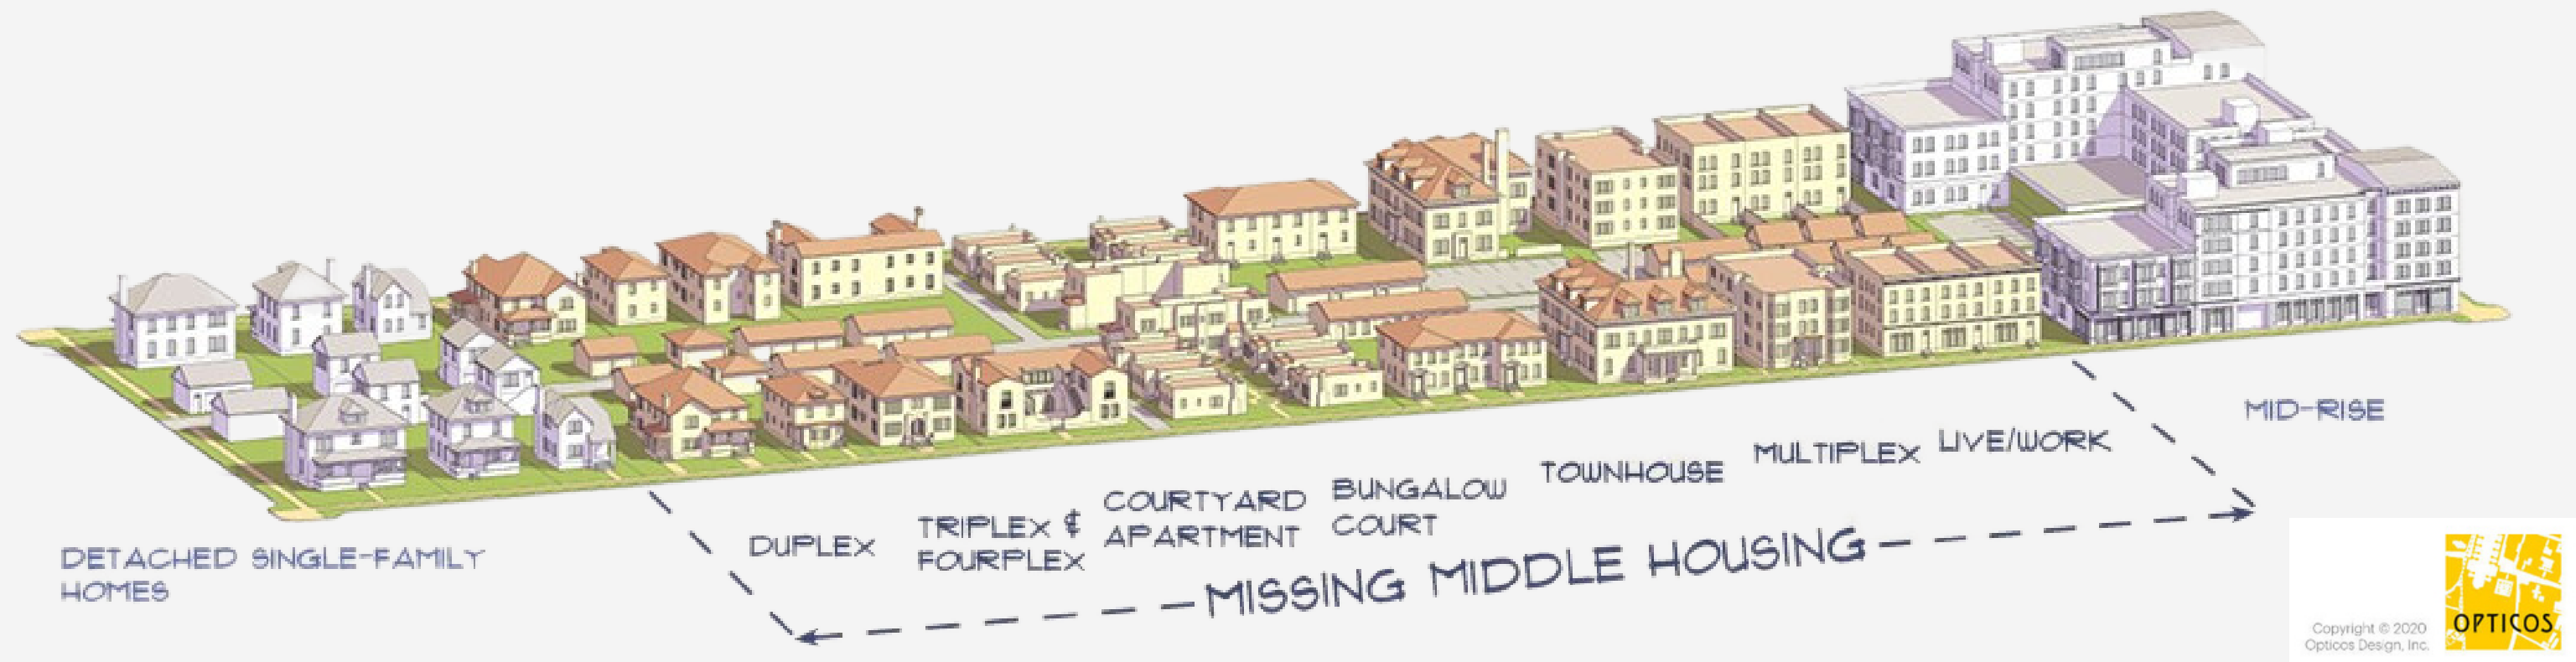 DETACHED SINGLE-FAMILY
HOMES
DUPLEX
TRIPLEX &
FOURPLEX
COURTYARD
APARTMENT
BUNGALOW
COURT
TOWNHOUSE
MULTIPLEX
LIVE/WORK
MID-RISE
MISSING MIDDLE HOUSING
Copyright © 2020
Opticos Design, Inc.
OPTICOS